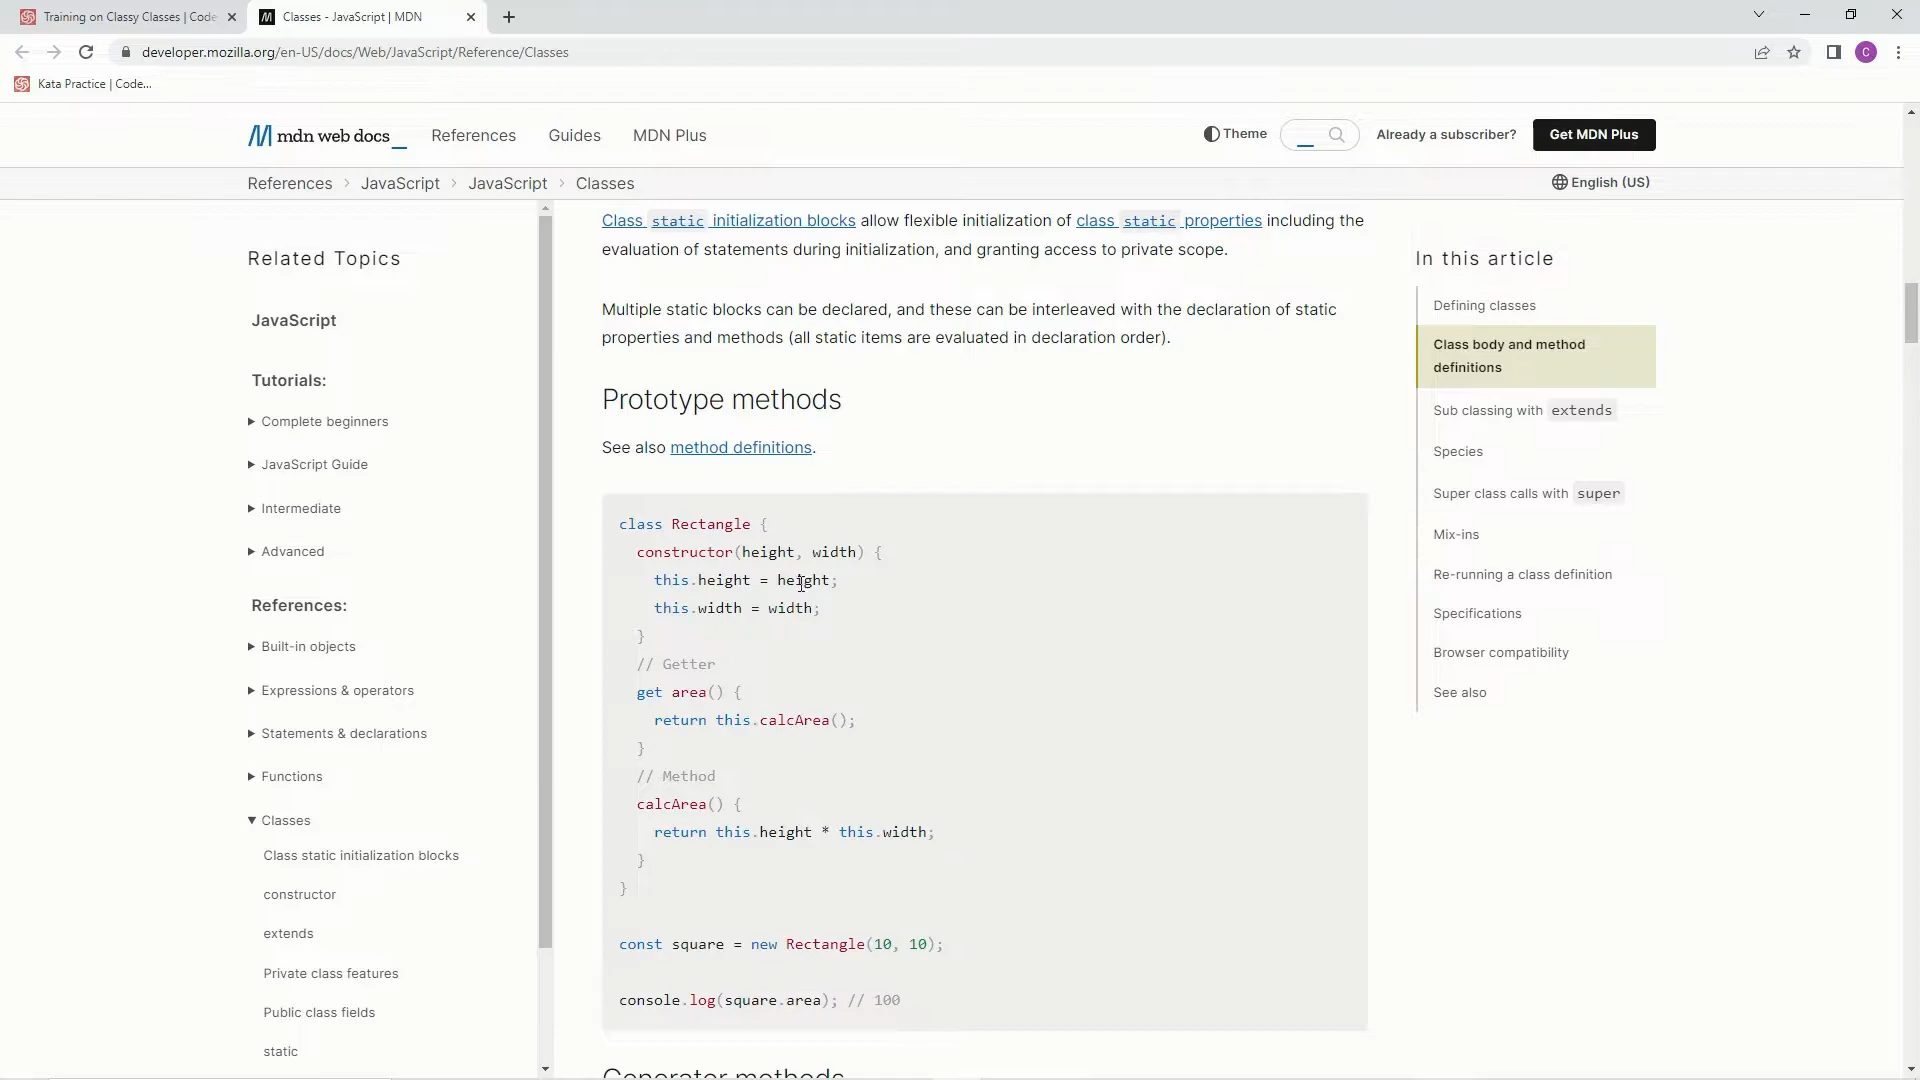 Training on Classy Classes | Code
Classes - JavaScript | MDN
developer.mozilla.org/en-US/docs/Web/JavaScript/Reference/Classes
C
Kata Practice | Code...
mdn web docs _
References
Guides
MDN Plus
Theme
Already a subscriber?
Get MDN Plus
References > JavaScript > JavaScript > Classes
English (US)
Related Topics
JavaScript
Tutorials:
Complete beginners
JavaScript Guide
Intermediate
Advanced
References:
Built-in objects
Expressions & operators
Statements & declarations
Functions
Classes
Class static initialization blocks
constructor
extends
Private class features
Public class fields
static
Class static initialization blocks allow flexible initialization of class static properties including the
evaluation of statements during initialization, and granting access to private scope.
Multiple static blocks can be declared, and these can be interleaved with the declaration of static
properties and methods (all static items are evaluated in declaration order).
Prototype methods
See also method definitions.
class Rectangle {
constructor(height, width) {
this.height = height;
this.width = width;
}
// Getter
get area() {
return this.calcArea();
}
// Method
calcArea() {
return this.height * this.width;
}
}
const square = new Rectangle(10, 10);
console.log(square.area); // 100
Generator methods
In this article
Defining classes
Class body and method
definitions
Sub classing with extends
Species
Super class calls with super
Mix-ins
Re-running a class definition
Specifications
Browser compatibility
See also